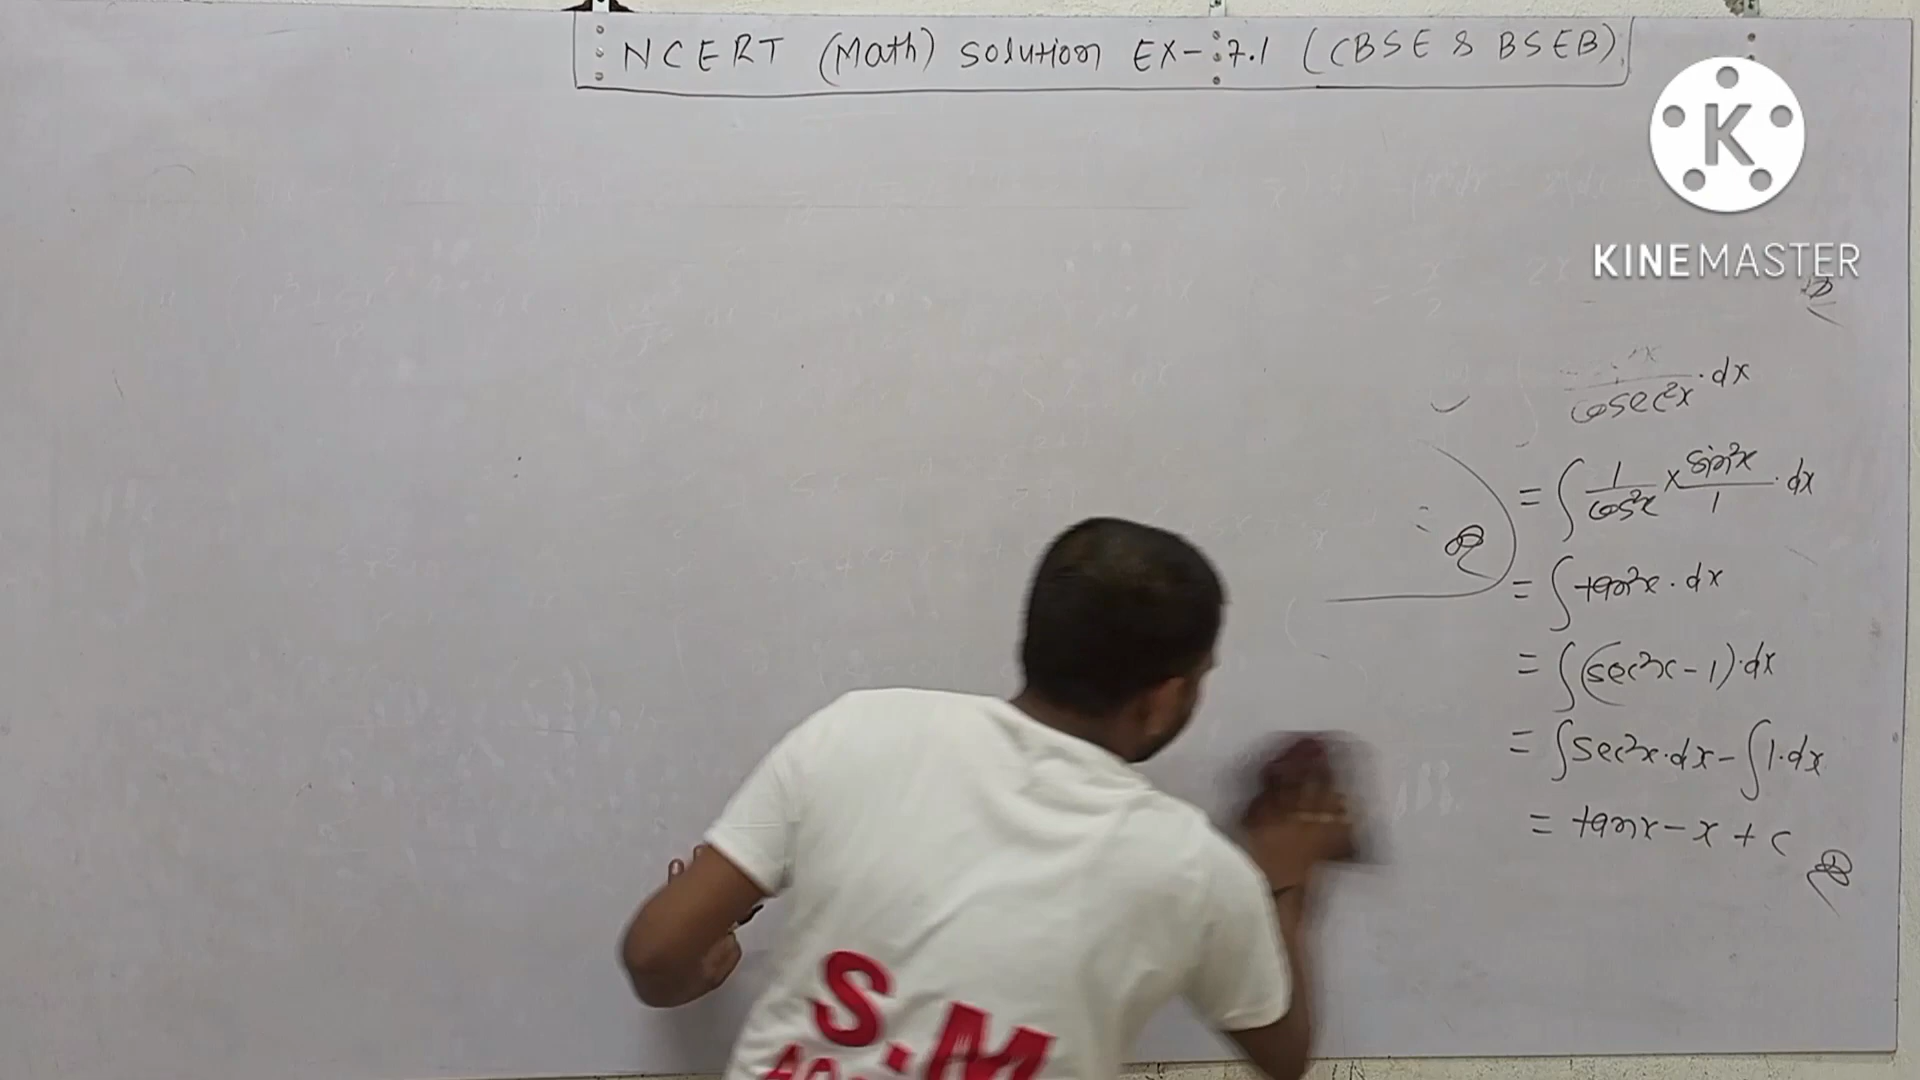 NCERT (Math) Solution EX-7.1 (CBSE & BSEB)
K
KINEMASTER
cosec²x .dx
= ∫ 1/cos²x × sin²x/1 .dx
= ∫ tan²x . dx
= ∫ (sec²x - 1).dx
= ∫ sec²x.dx - ∫ 1.dx
= tanx - x + c
S.M